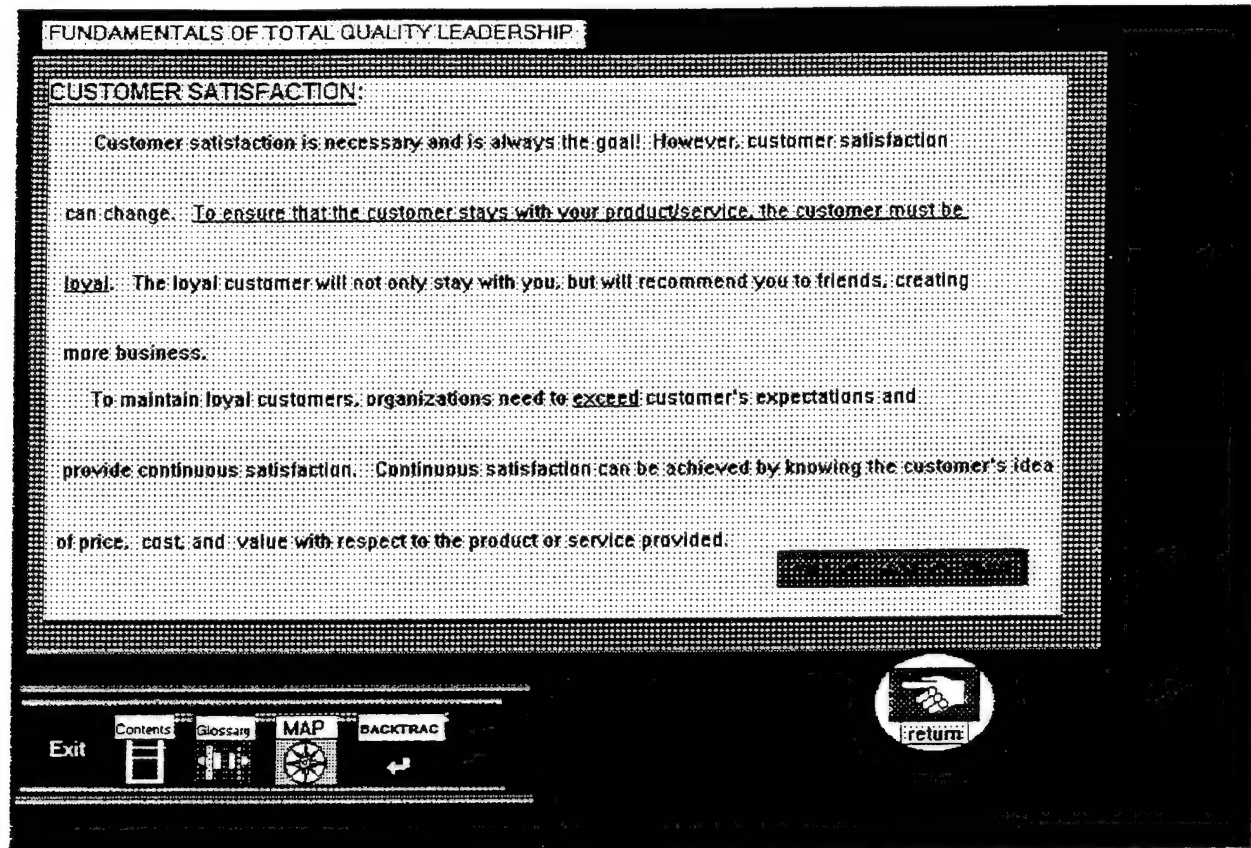 FUNDAMENTALS OF TOTAL QUALITY LEADERSHIP
CUSTOMER SATISFACTION:
Customer satisfaction is necessary and is always the goal! However, customer satisfaction
can change. To ensure that the customer stays with your product/service, the customer must be
loyal. The loyal customer will not only stay with you, but will recommend you to friends, creating
more business.
To maintain loyal customers, organizations need to exceed customer's expectations and
provide continuous satisfaction. Continuous satisfaction can be achieved by knowing the customer's idea
of price, cost, and value with respect to the product or service provided.
return
Exit Contents Glossary MAP BACKTRAC